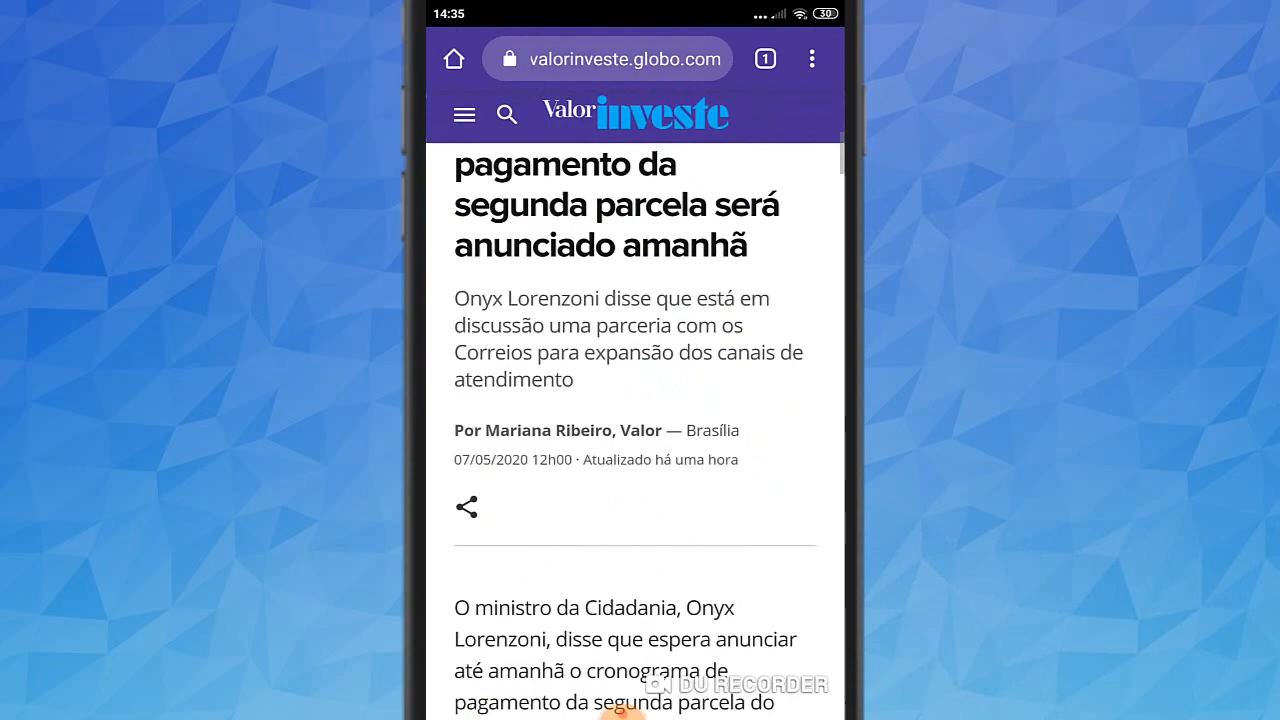 14:35
30
valorinveste.globo.com
1
Valor investe
pagamento da
segunda parcela será
anunciado amanhã
Onyx Lorenzoni disse que está em
discussão uma parceria com os
Correios para expansão dos canais de
atendimento
Por Mariana Ribeiro, Valor — Brasília
07/05/2020 12h00 · Atualizado há uma hora
O ministro da Cidadania, Onyx
Lorenzoni, disse que espera anunciar
até amanhã o cronograma de
DU RECORDER
pagamento da segunda parcela do